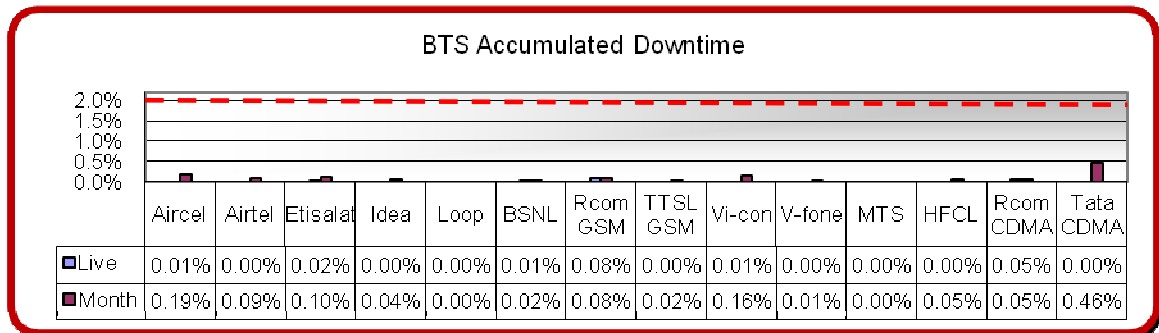 BTS Accumulated Downtime
2.0%
1.5%
1.0%
0.5%
0.0%
Aircel Airtel Etisalat Idea Loop BSNL Rcom GSM TTSL GSM Vi-con V-fone MTS HFCL Rcom CDMA Tata CDMA
Live 0.01% 0.00% 0.02% 0.00% 0.00% 0.01% 0.08% 0.00% 0.01% 0.00% 0.00% 0.00% 0.05% 0.00%
Month 0.19% 0.09% 0.10% 0.04% 0.00% 0.02% 0.08% 0.02% 0.16% 0.01% 0.00% 0.05% 0.05% 0.46%